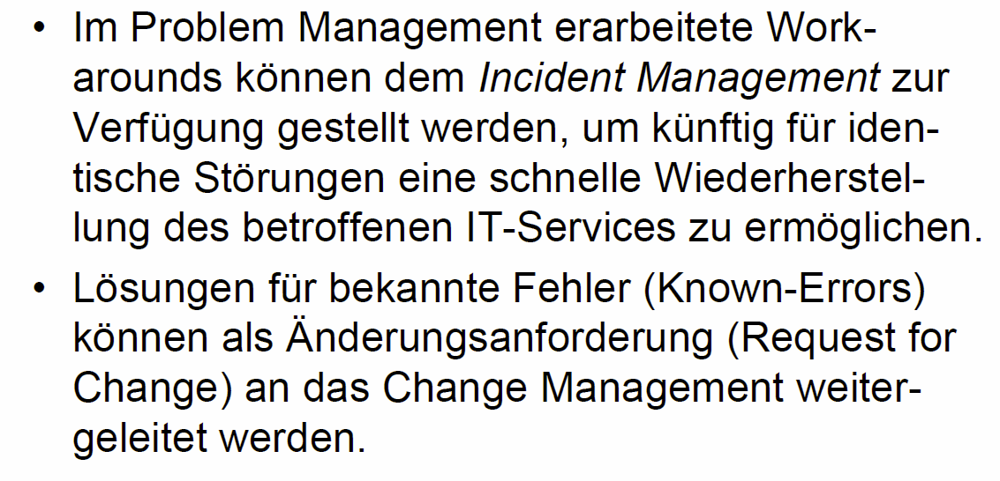 • Im Problem Management erarbeitete Work-
arounds können dem Incident Management zur
Verfügung gestellt werden, um künftig für iden-
tische Störungen eine schnelle Wiederherstel-
lung des betroffenen IT-Services zu ermöglichen.
• Lösungen für bekannte Fehler (Known-Errors)
können als Änderungsanforderung (Request for
Change) an das Change Management weiter-
geleitet werden.